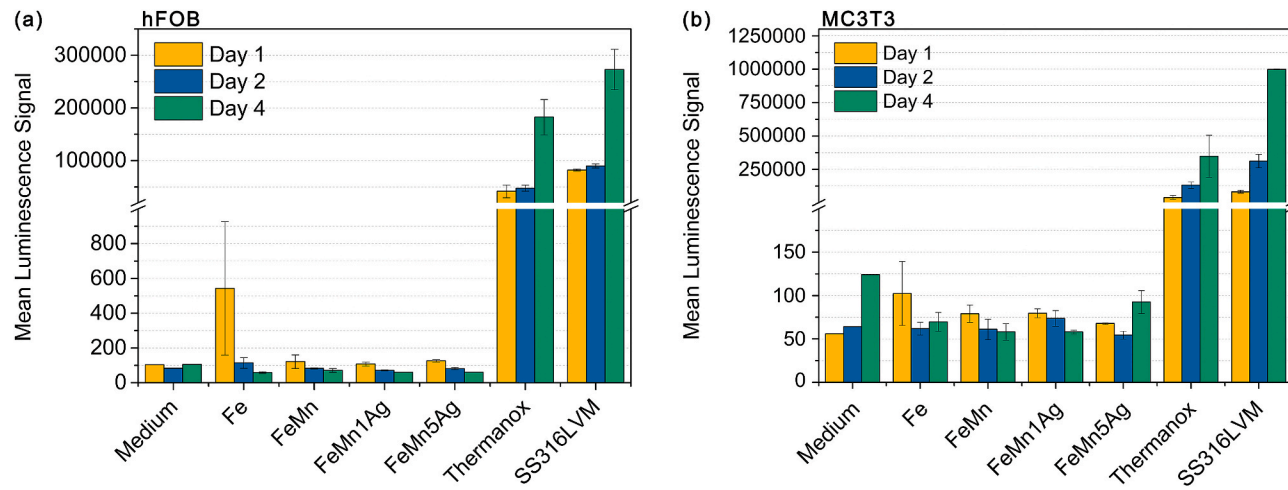 (a) hFOB
Day 1
Day 2
Day 4
Mean Luminescence Signal
300000
200000
100000
800
600
400
200
0
Medium
Fe
FeMn
FeMn1Ag
FeMn5Ag
Thermanox
SS316LVM
(b) MC3T3
Day 1
Day 2
Day 4
Mean Luminescence Signal
1250000
1000000
750000
500000
250000
150
100
50
0
Medium
Fe
FeMn
FeMn1Ag
FeMn5Ag
Thermanox
SS316LVM